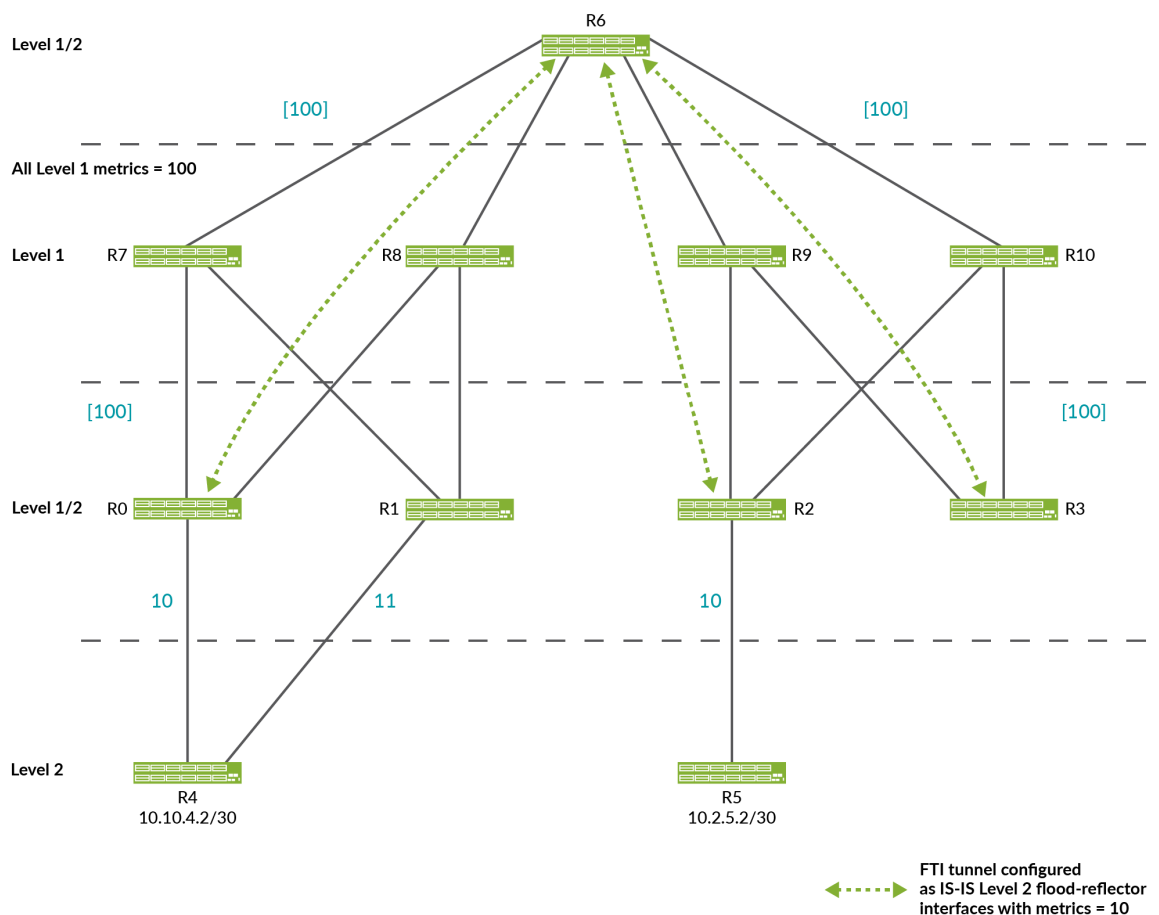 R6
Level 1/2
[100]
[100]
All Level 1 metrics = 100
Level 1
R7
R8
R9
R10
[100]
[100]
Level 1/2
R0
R1
R2
R3
10
11
10
Level 2
R4
10.10.4.2/30
R5
10.2.5.2/30
FTI tunnel configured
as IS-IS Level 2 flood-reflector
interfaces with metrics = 10